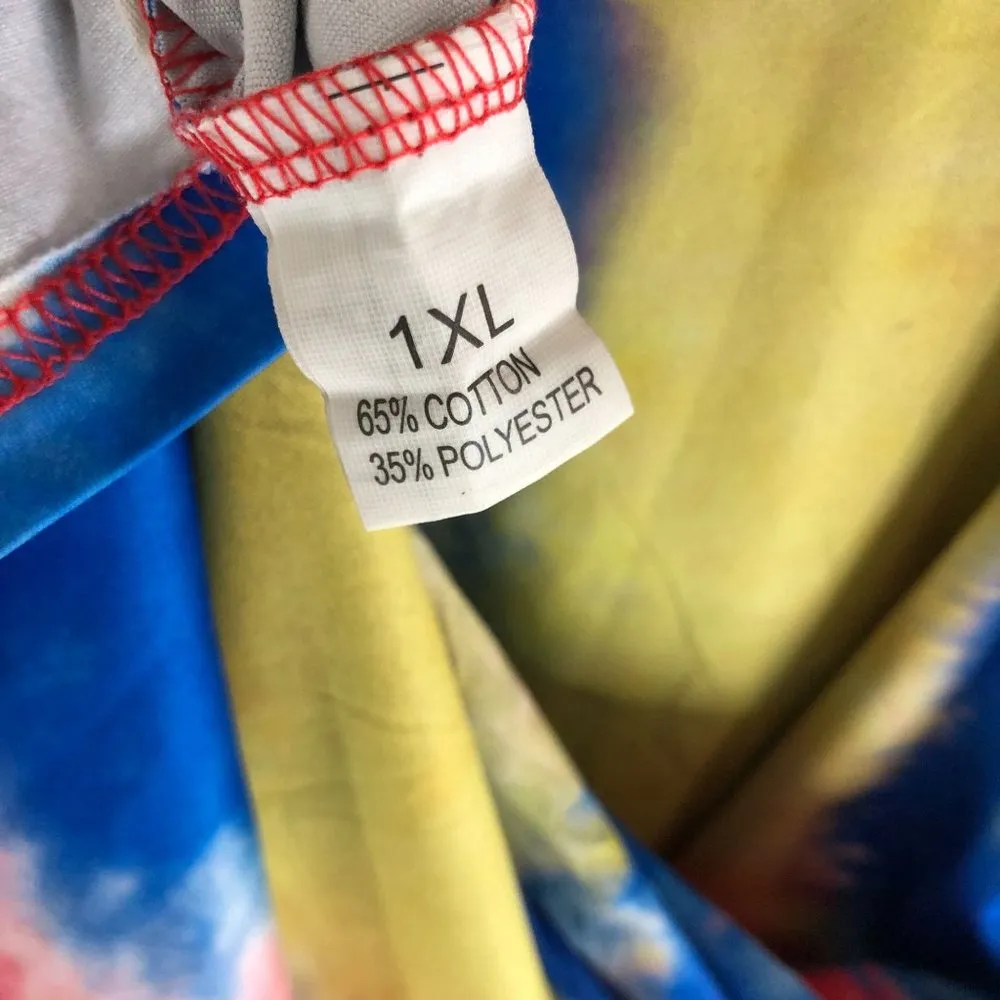 1XL
65% COTTON
35% POLYESTER